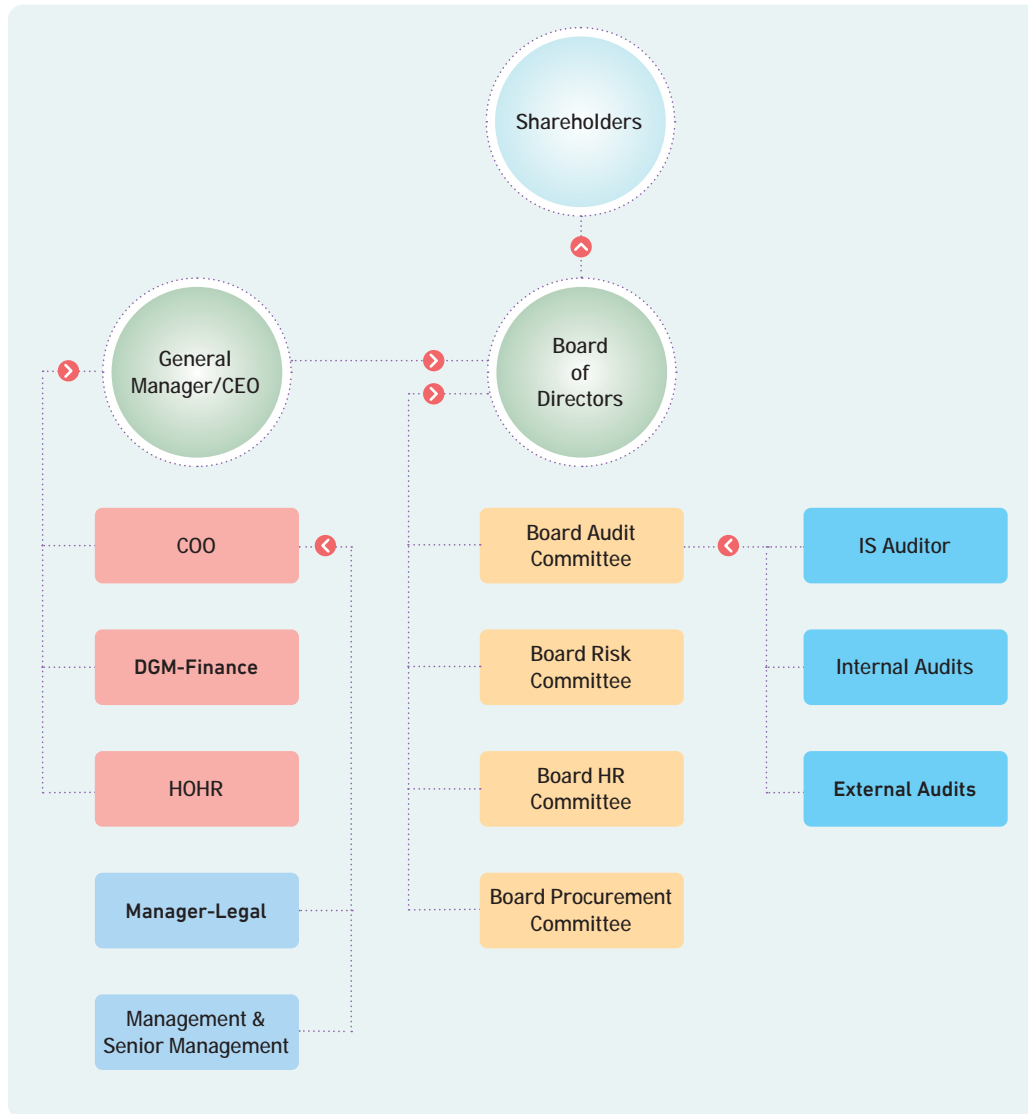 Shareholders
General
Manager/CEO
Board
of
Directors
COO
Board Audit
Committee
IS Auditor
DGM-Finance
Board Risk
Committee
Internal Audits
HOHR
Board HR
Committee
External Audits
Manager-Legal
Board Procurement
Committee
Management &
Senior Management